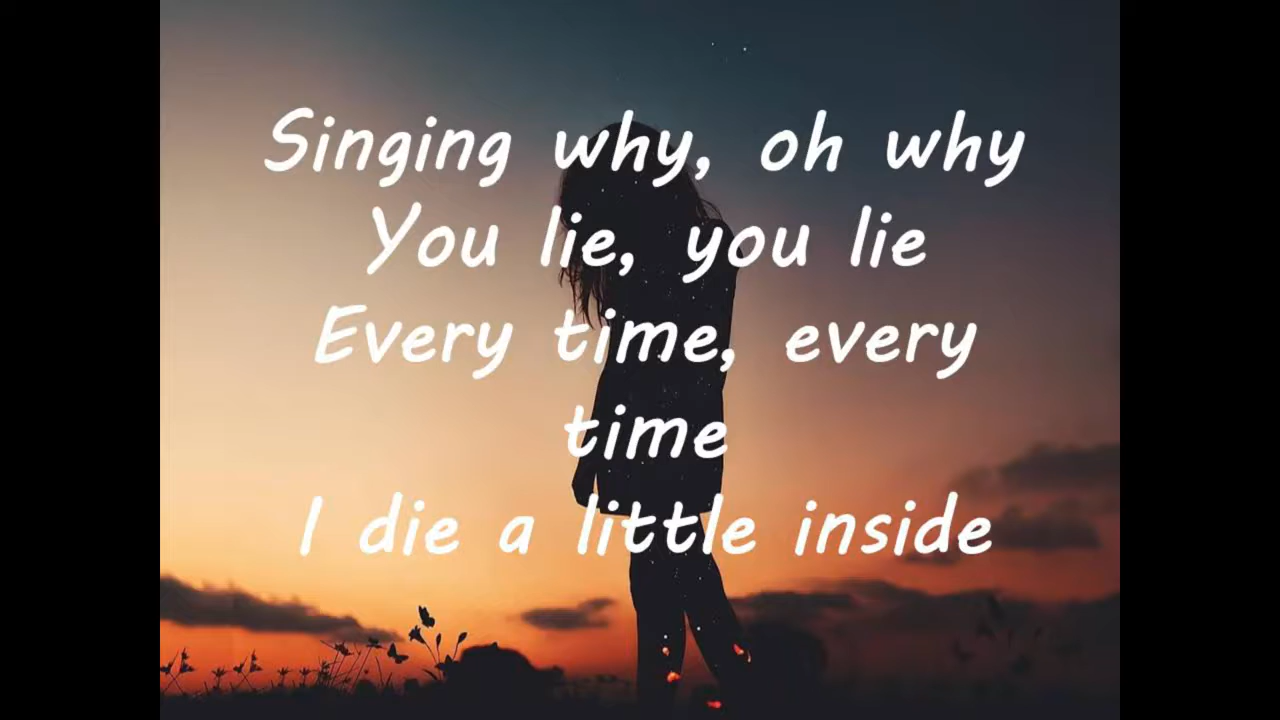 Singing why, oh why
You lie, you lie
Every time, every
time
I die a little inside